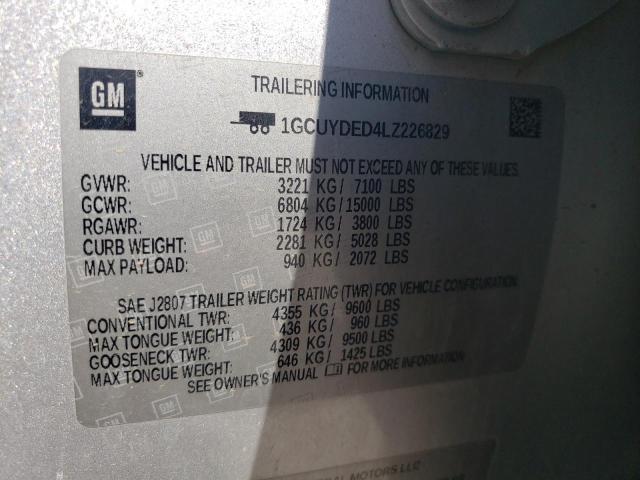 GM
TRAILERING INFORMATION
1GCUYDED4LZ226829
VEHICLE AND TRAILER MUST NOT EXCEED ANY OF THESE VALUES.
GVWR: 3221 KG/ 7100 LBS
GCWR: 6804 KG/15000 LBS
RGAWR: 1724 KG/ 3800 LBS
CURB WEIGHT: 2281 KG/ 5028 LBS
MAX PAYLOAD: 940 KG/ 2072 LBS
SAE J2807 TRAILER WEIGHT RATING (TWR) FOR VEHICLE CONFIGURATION.
CONVENTIONAL TWR: 4355 KG/ 9600 LBS
MAX TONGUE WEIGHT: 436 KG/ 960 LBS
GOOSENECK TWR: 4309 KG/ 9500 LBS
MAX TONGUE WEIGHT: 646 KG/ 1425 LBS
SEE OWNER'S MANUAL FOR MORE INFORMATION
MOTORS LLC